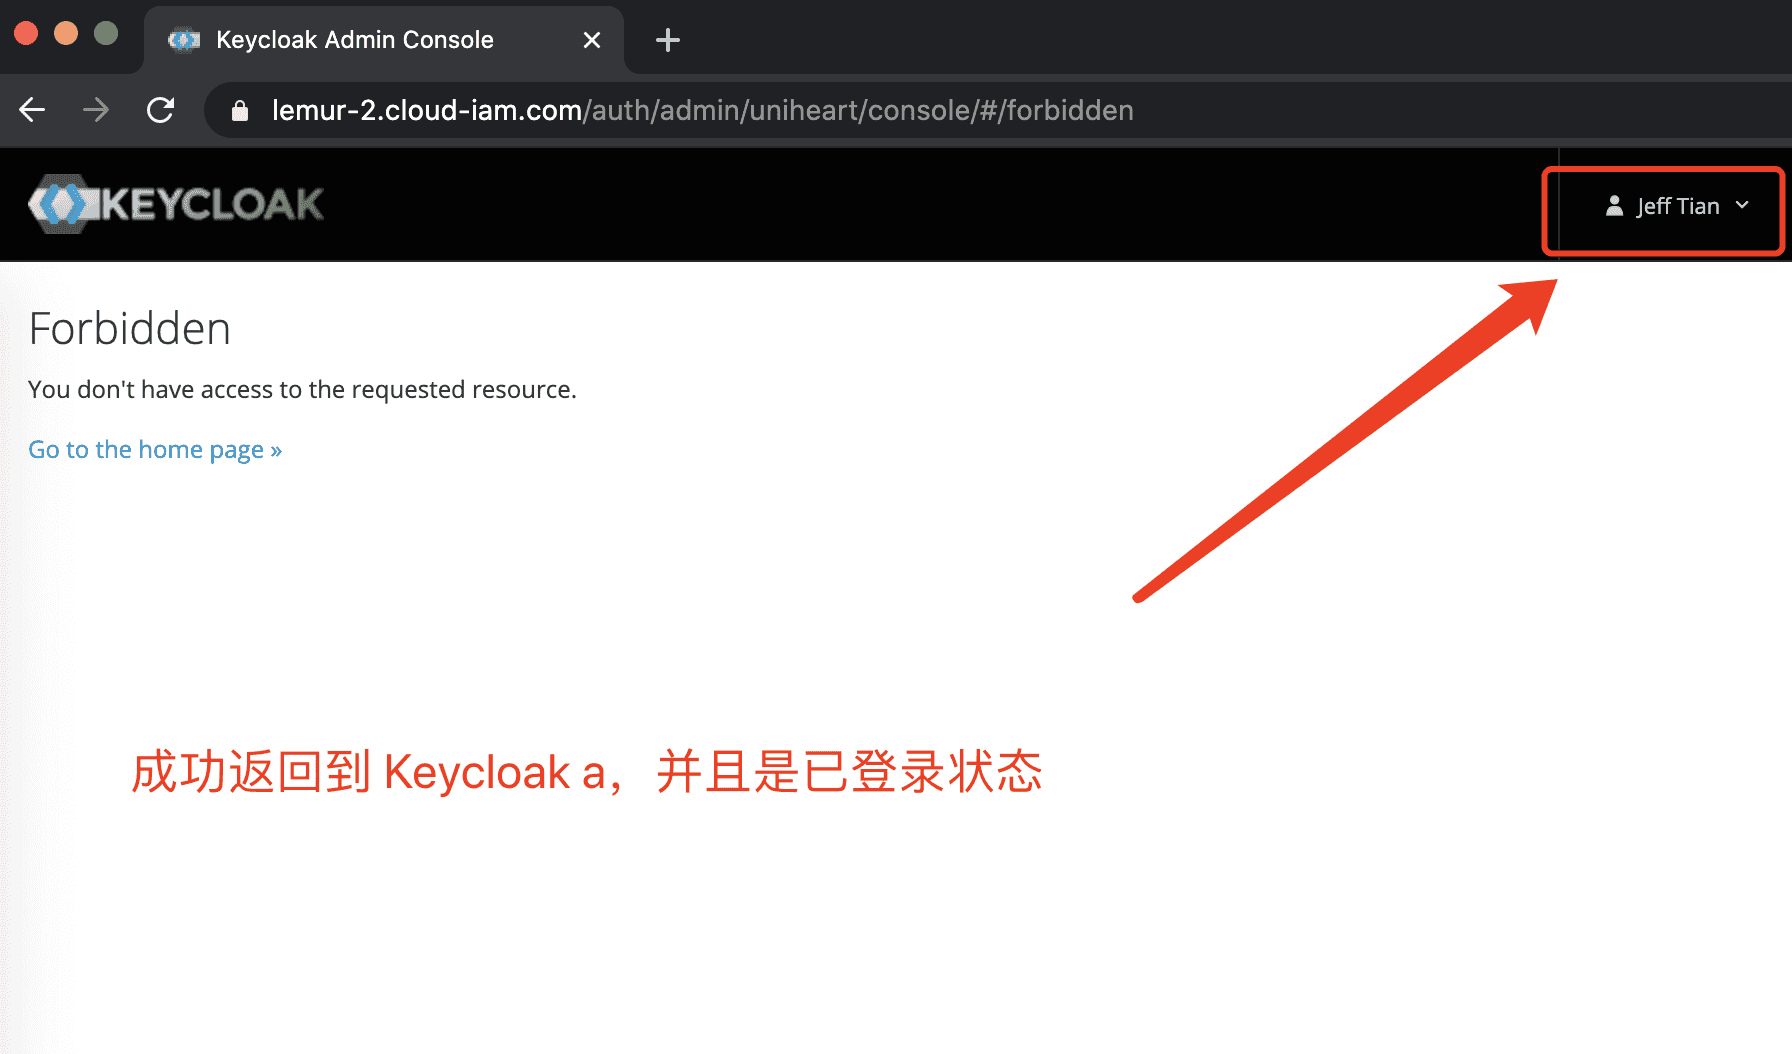 Keycloak Admin Console
lemur-2.cloud-iam.com/auth/admin/uniheart/console/#/forbidden
KEYCLOAK
Jeff Tian
Forbidden
You don't have access to the requested resource.
Go to the home page »
成功返回到 Keycloak a，并且是已登录状态